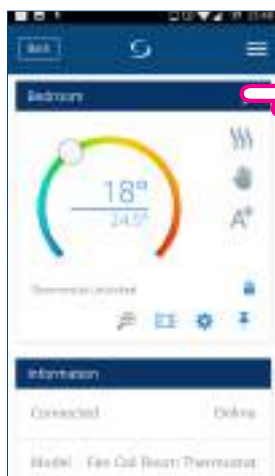 Back
Bedroom
18°
24.5°
A*
Thermostat unlocked
Information
Connected Online
Model Fan Coil Room Thermostat